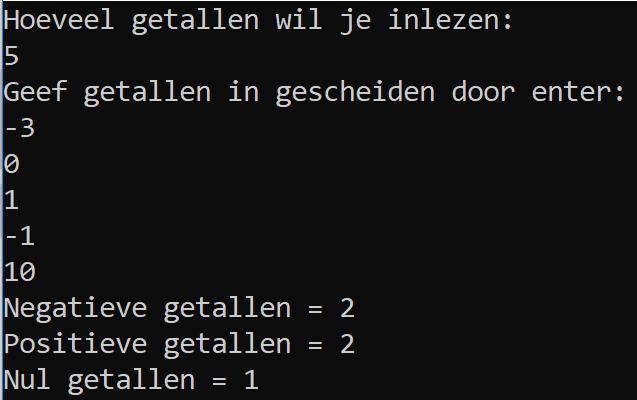 Hoeveel getallen wil je inlezen:
5
Geef getallen in gescheiden door enter:
-3
0
1
-1
10
Negatieve getallen = 2
Positieve getallen = 2
Nul getallen = 1